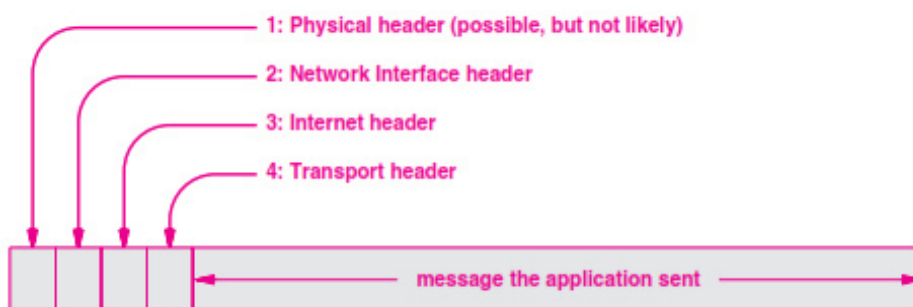 1: Physical header (possible, but not likely)
2: Network Interface header
3: Internet header
4: Transport header
message the application sent